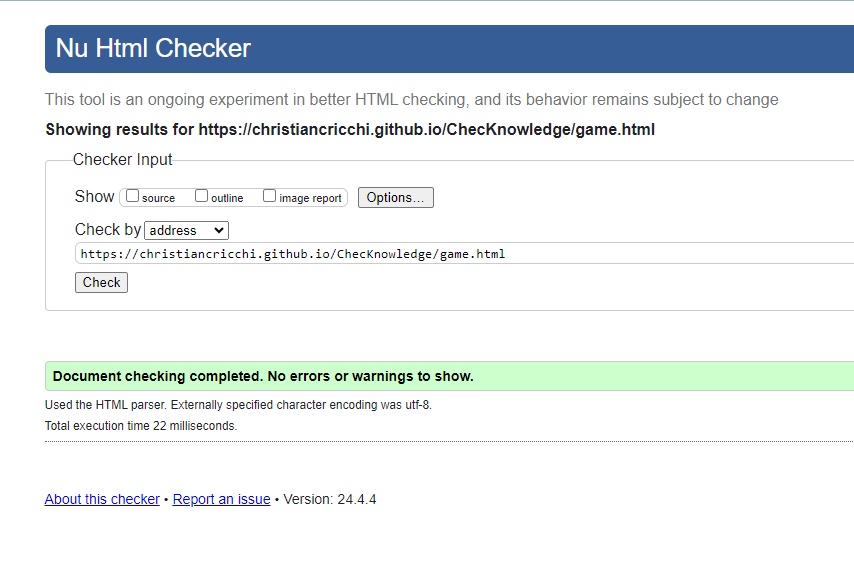 Nu Html Checker
This tool is an ongoing experiment in better HTML checking, and its behavior remains subject to change
Showing results for https://christiancricchi.github.io/ChecKnowledge/game.html
Checker Input
Show source outline image report Options...
Check by address
https://christiancricchi.github.io/ChecKnowledge/game.html
Check
Document checking completed. No errors or warnings to show.
Used the HTML parser. Externally specified character encoding was utf-8.
Total execution time 22 milliseconds.
About this checker • Report an issue • Version: 24.4.4